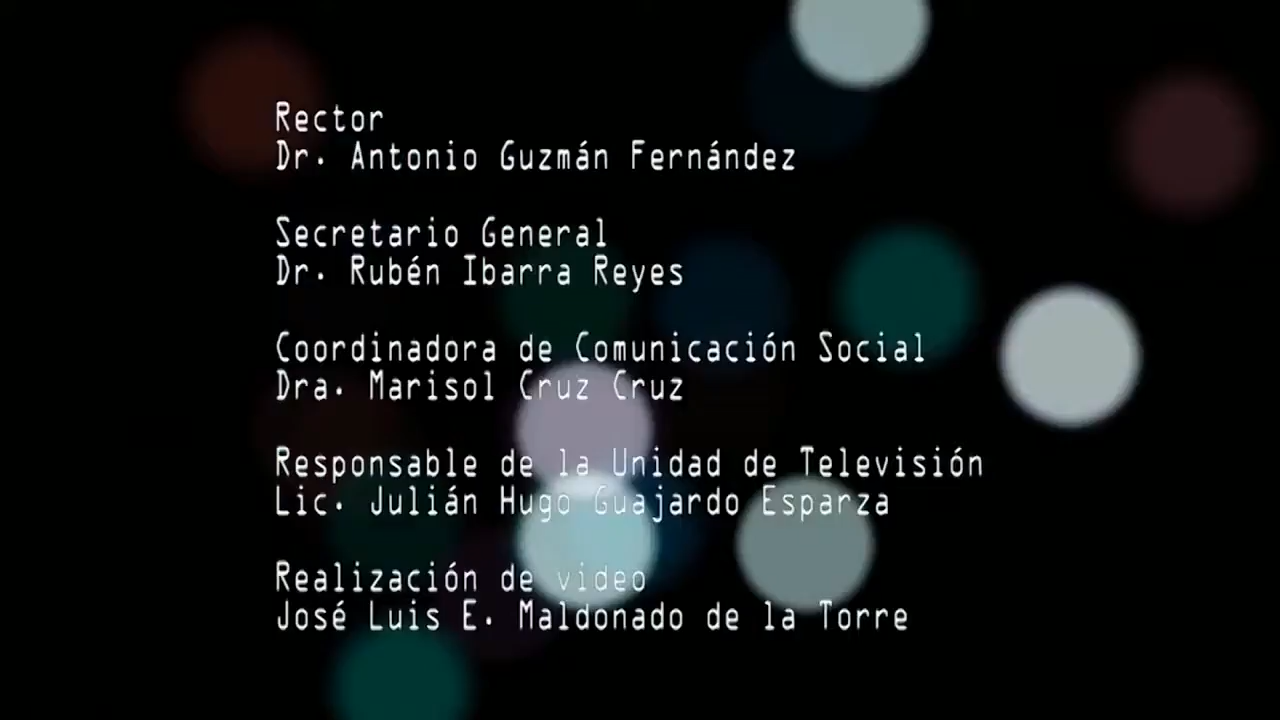 Rector
Dr. Antonio Guzmán Fernández
Secretario General
Dr. Rubén Ibarra Reyes
Coordinadora de Comunicación Social
Dra. Marisol Cruz Cruz
Responsable de la Unidad de Televisión
Lic. Julián Hugo Guajardo Esparza
Realización de video
José Luis E. Maldonado de la Torre